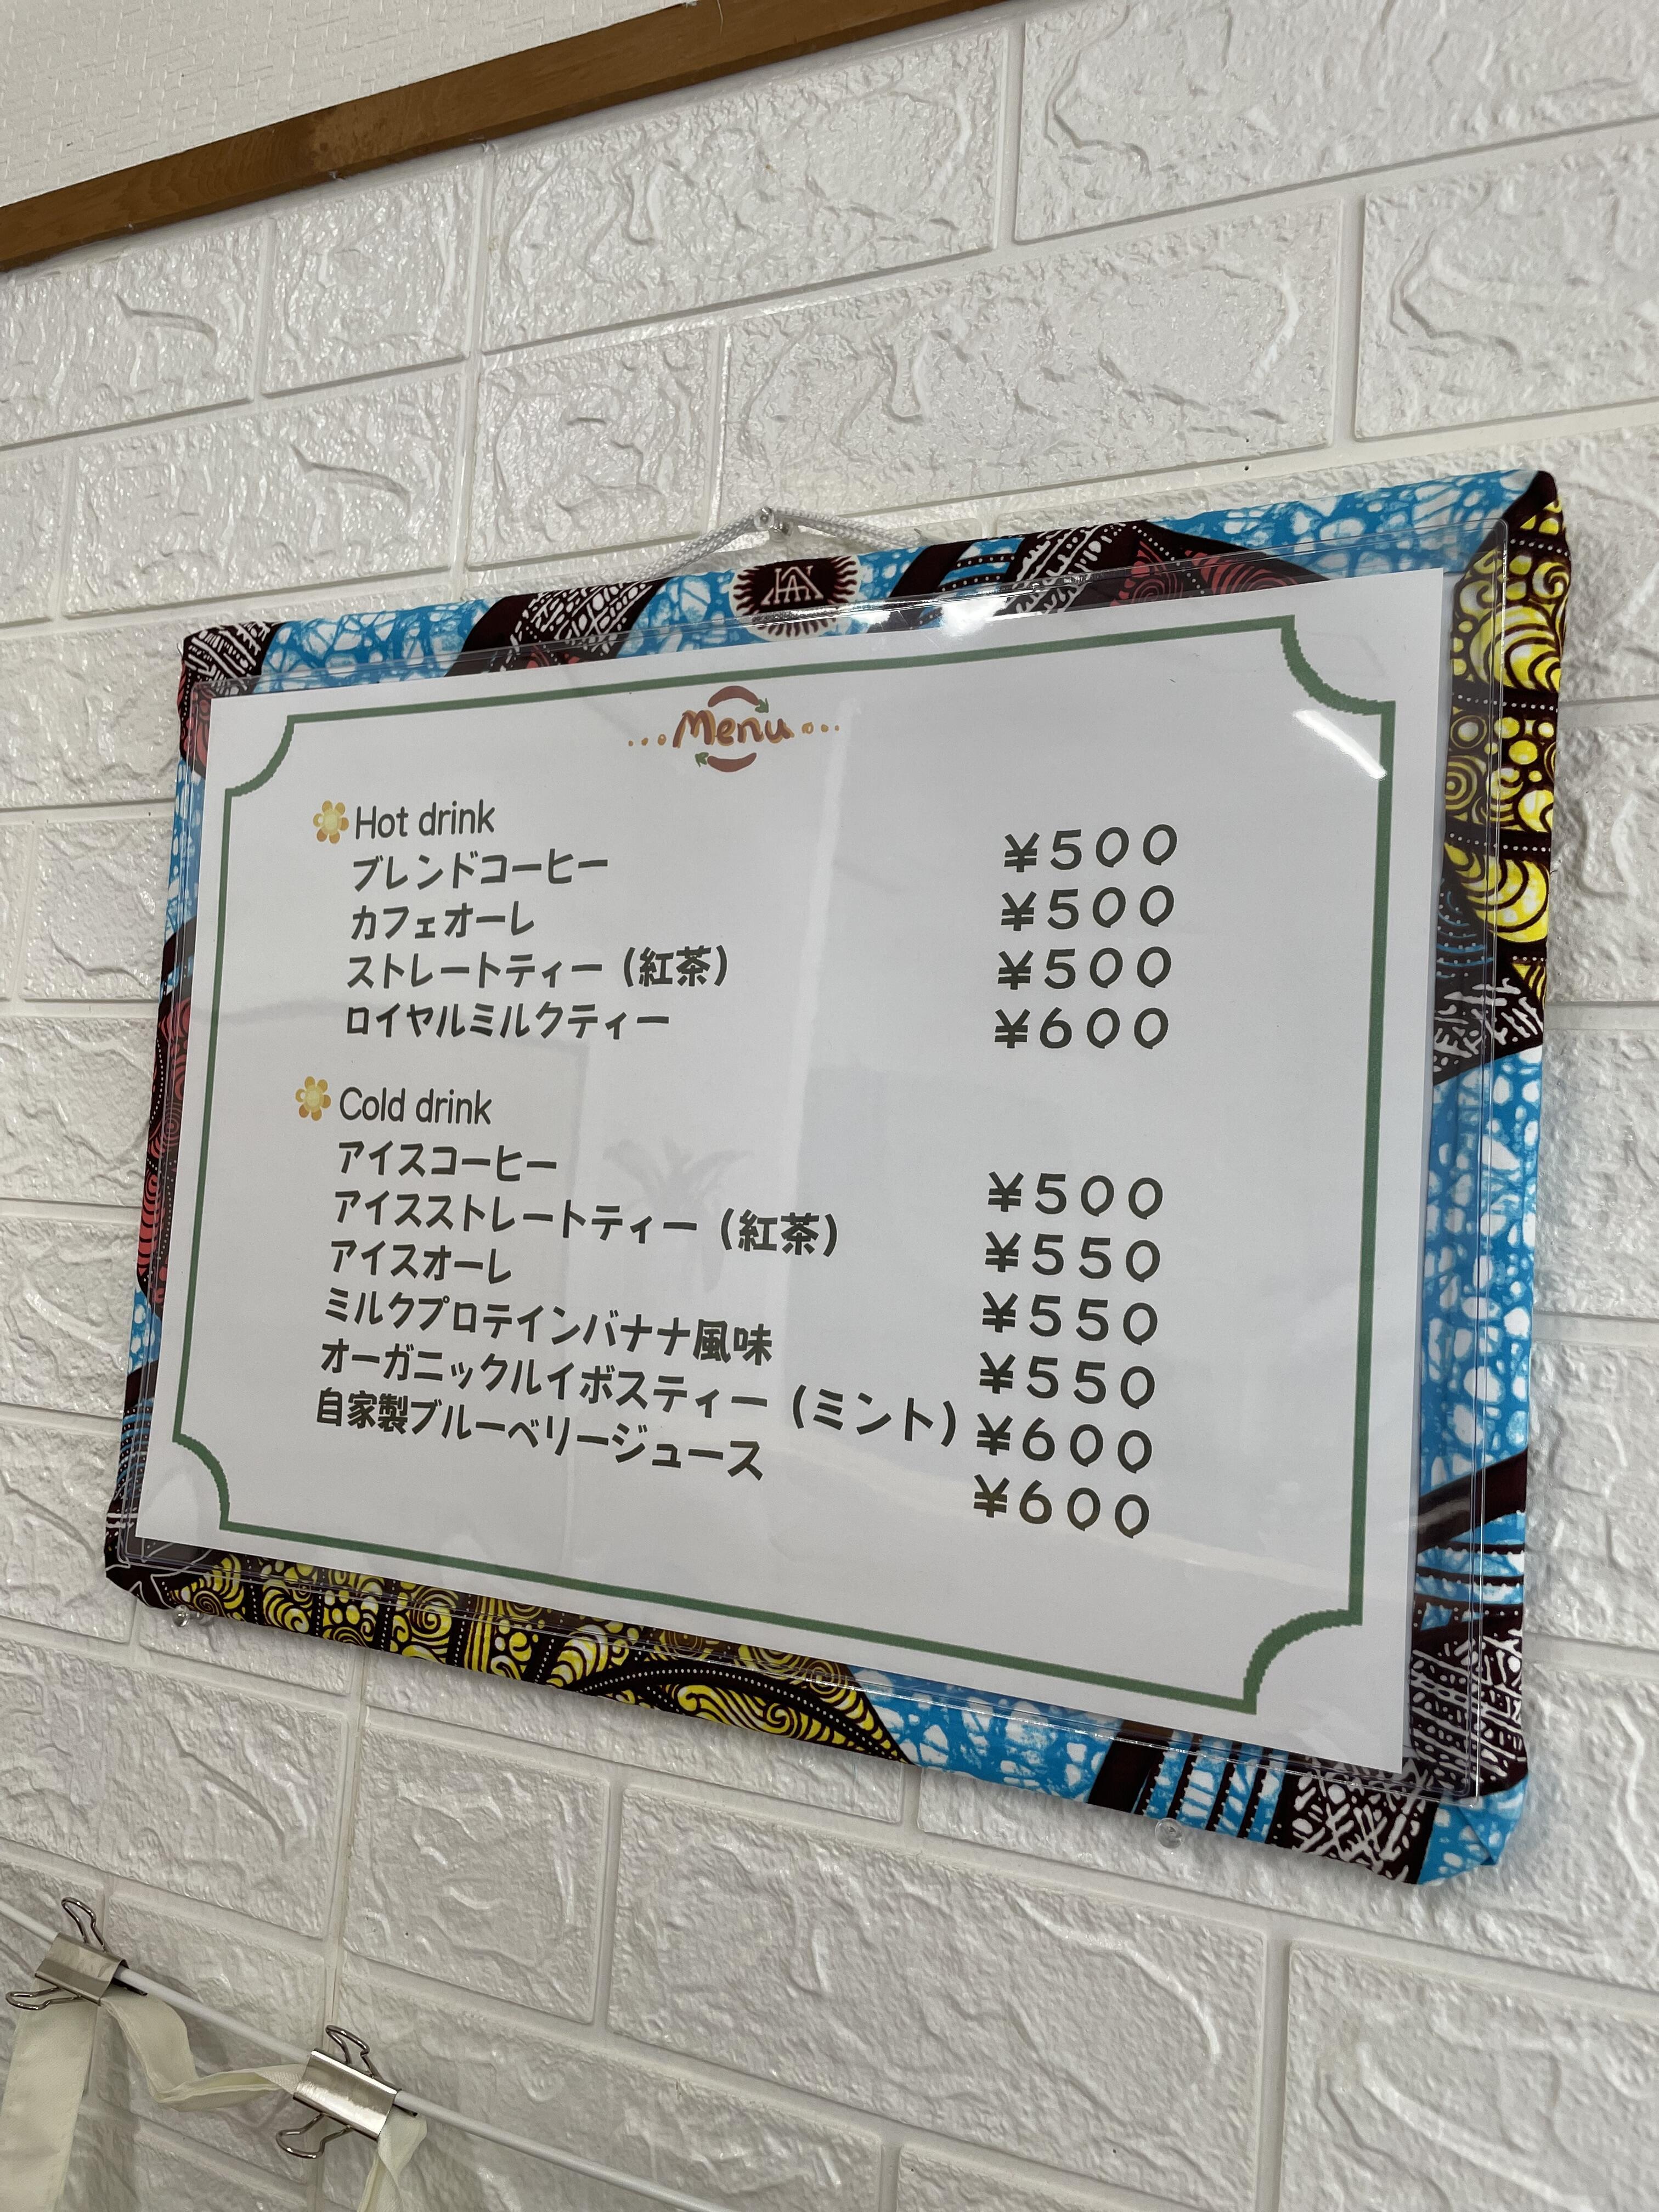 ...Menu...
Hot drink
ブレンドコーヒー ¥500
カフェオーレ ¥500
ストレートティー（紅茶） ¥500
ロイヤルミルクティー ¥600
Cold drink
アイスコーヒー ¥500
アイスストレートティー（紅茶） ¥550
アイスオーレ ¥550
ミルクプロテインバナナ風味 ¥550
オーガニックルイボスティー（ミント） ¥600
自家製ブルーベリージュース ¥600